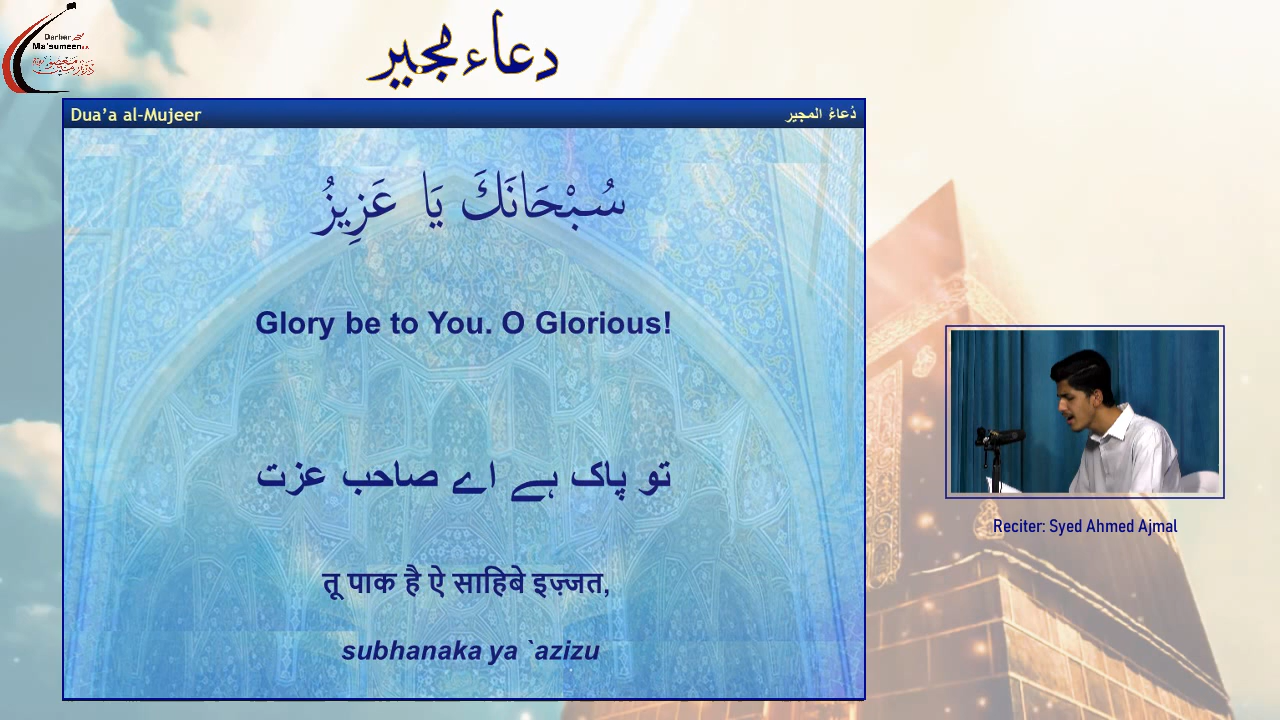 Darbar
Ma'sumeen
دعاء مجیر
Dua'a al-Mujeer
دُعاءُ المجير
سُبْحَانَكَ يَا عَزِيزُ
Glory be to You. O Glorious!
تو پاک ہے اے صاحب عزت
तू पाक है ऐ साहिबे इज़्जत,
subhanaka ya `azizu
Reciter: Syed Ahmed Ajmal